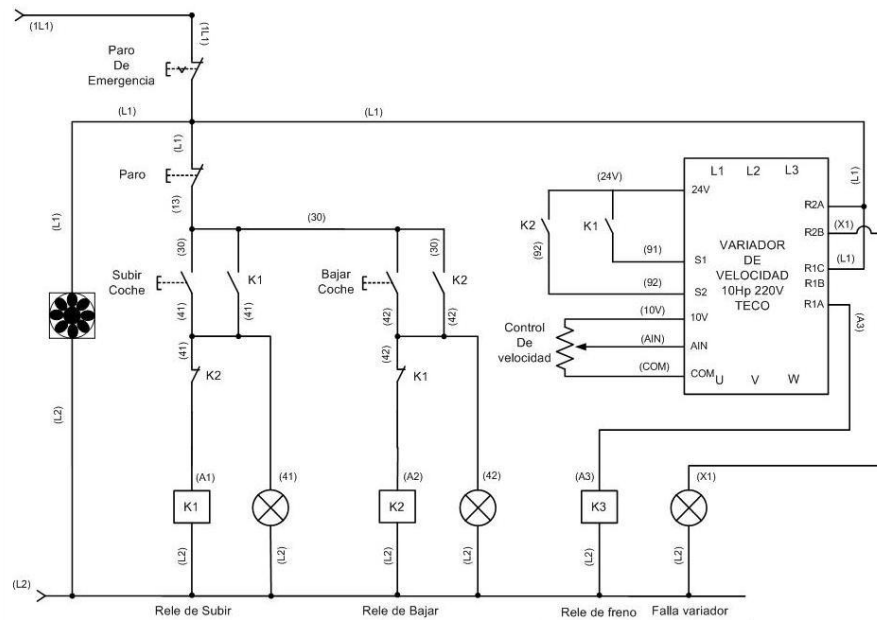 (1L1)
(1L1)
Paro
De
Emergencia
(L1)
(L1)
(L1)
Paro
(13)
(30)
(30)
(30)
Subir
Coche
K1
(41)
(41)
Bajar
Coche
K2
(42)
(42)
(L1)
(41)
K2
(42)
K1
(L2)
(A1)
K1
(41)
(L2)
(L2)
(A2)
K2
(42)
(L2)
(L2)
(24V)
K2
(92)
K1
(91)
(92)
(10V)
Control
De
velocidad
(AIN)
(COM)
L1 L2 L3
24V
S1
S2
10V
AIN
COM
VARIADOR
DE
VELOCIDAD
10Hp 220V
TECO
U V W
R2A
R2B
R1C
R1B
R1A
(L1)
(X1)
(L1)
(A3)
(A3)
K3
(L2)
(X1)
(L2)
(L2)
Rele de Subir
Rele de Bajar
Rele de freno
Falla variador